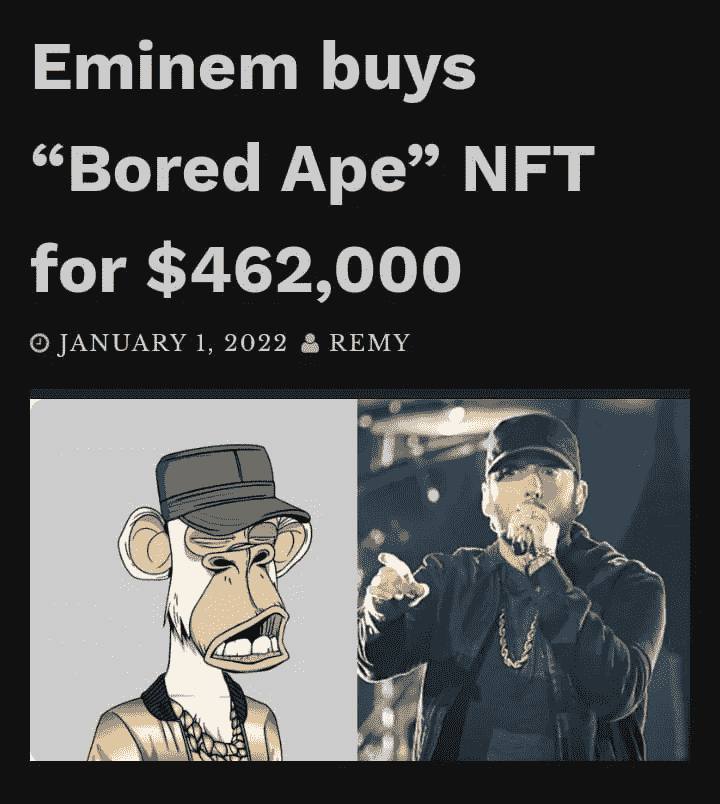 Eminem buys
“Bored Ape” NFT
for $462,000
JANUARY 1, 2022 REMY